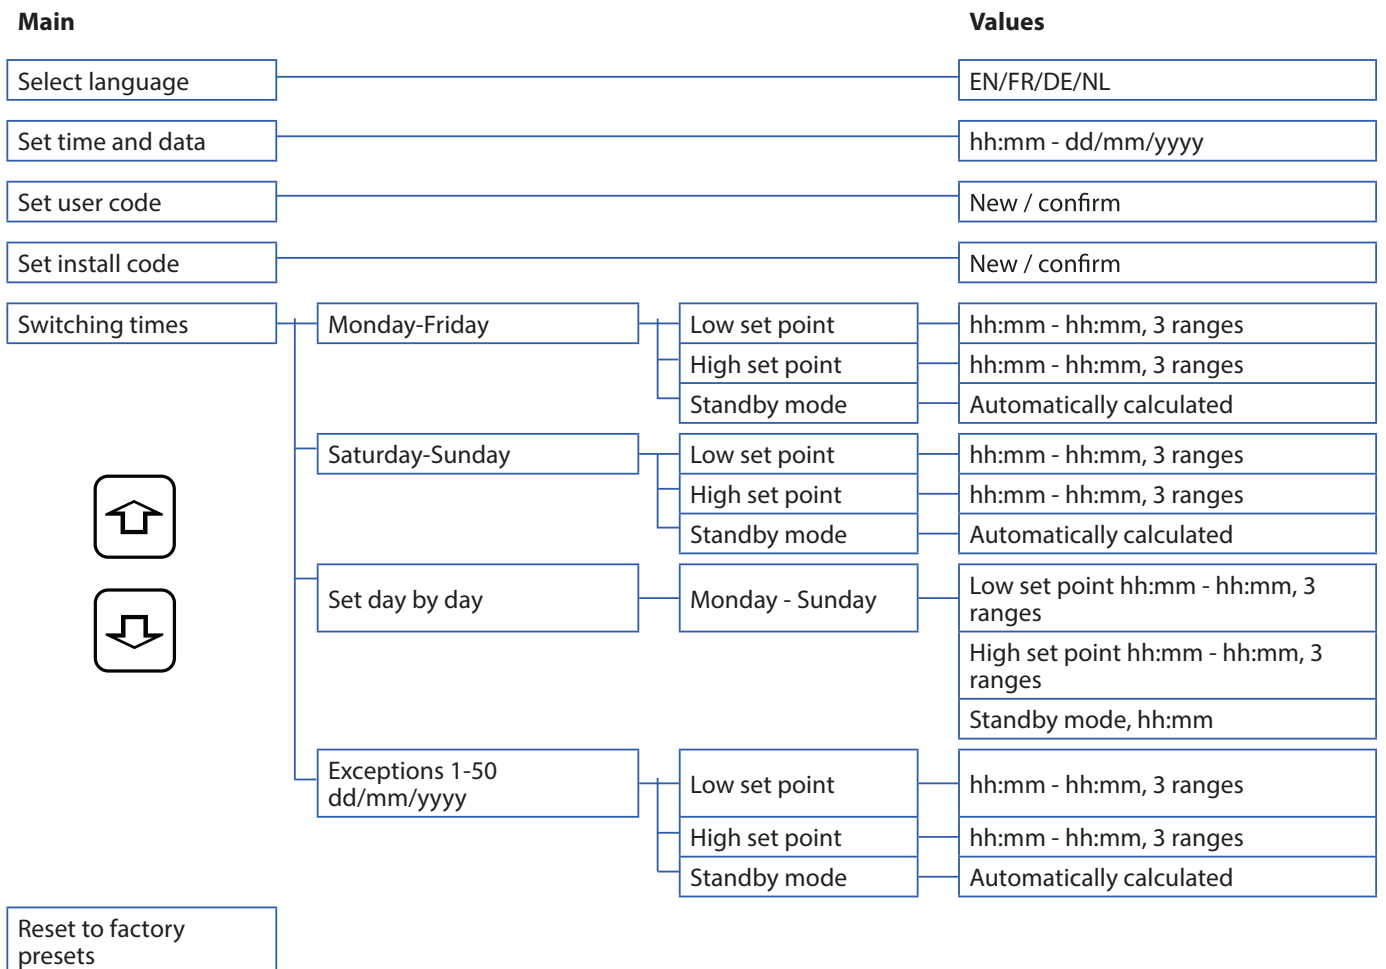 Main Values
Select language EN/FR/DE/NL
Set time and data hh:mm - dd/mm/yyyy
Set user code New / confirm
Set install code New / confirm
Switching times Monday-Friday Low set point hh:mm - hh:mm, 3 ranges
High set point hh:mm - hh:mm, 3 ranges
Standby mode Automatically calculated
Saturday-Sunday Low set point hh:mm - hh:mm, 3 ranges
High set point hh:mm - hh:mm, 3 ranges
Standby mode Automatically calculated
Set day by day Monday - Sunday Low set point hh:mm - hh:mm, 3
ranges
High set point hh:mm - hh:mm, 3
ranges
Standby mode, hh:mm
Exceptions 1-50
dd/mm/yyyy
Low set point hh:mm - hh:mm, 3 ranges
High set point hh:mm - hh:mm, 3 ranges
Standby mode Automatically calculated
Reset to factory
presets